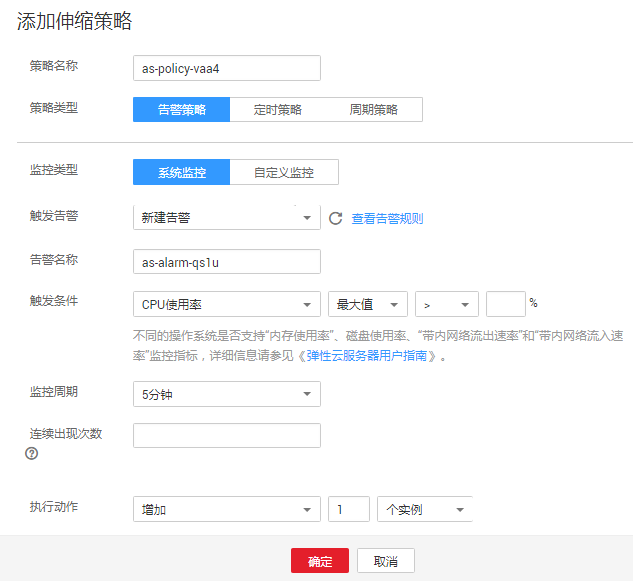 添加伸缩策略
策略名称 as-policy-vaa4
策略类型 告警策略 定时策略 周期策略
监控类型 系统监控 自定义监控
触发告警 新建告警 查看告警规则
告警名称 as-alarm-qs1u
触发条件 CPU使用率 最大值 > %
不同的操作系统是否支持“内存使用率”、磁盘使用率、“带内网络流出速率”和“带内网络流入速
率”监控指标，详细信息请参见《弹性云服务器用户指南》。
监控周期 5分钟
连续出现次数
?
执行动作 增加 1 个实例
确定 取消